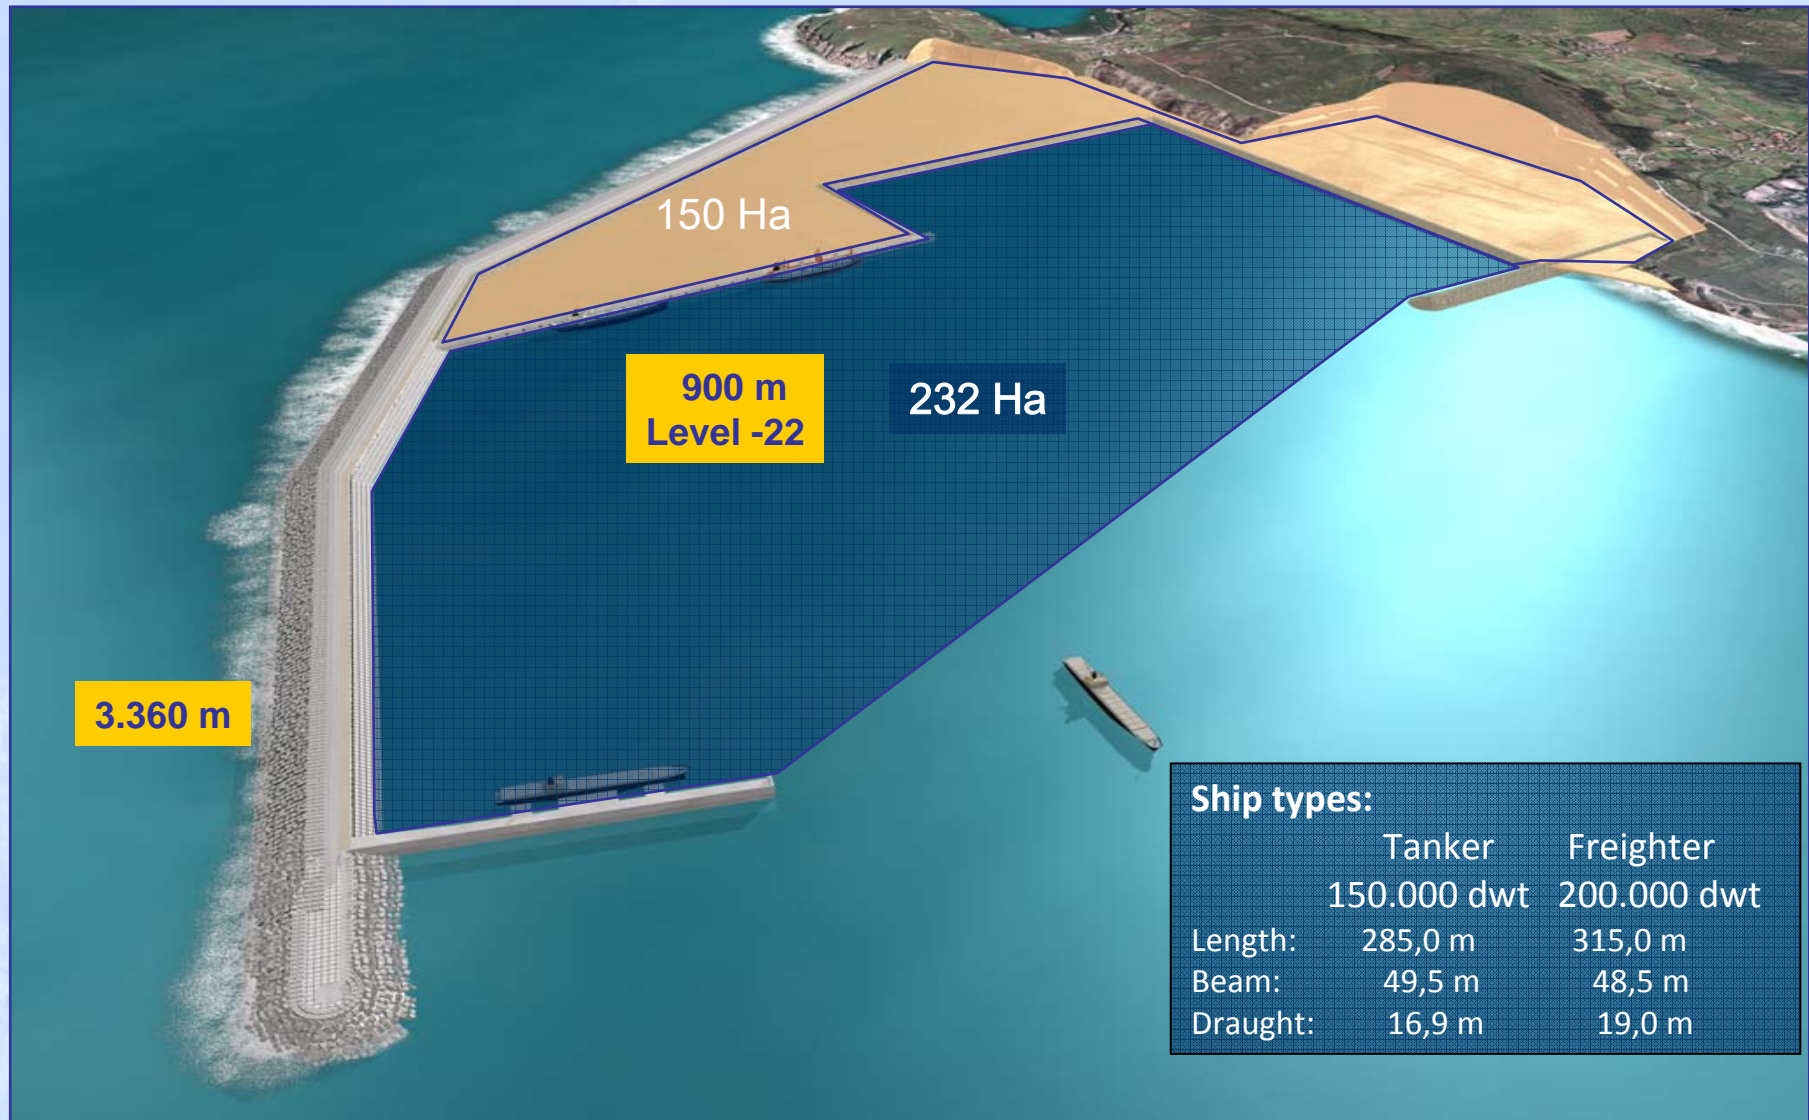 150 Ha
900 m
Level -22
232 Ha
3.360 m
Ship types:
Tanker Freighter
150.000 dwt 200.000 dwt
Length: 285,0 m 315,0 m
Beam: 49,5 m 48,5 m
Draught: 16,9 m 19,0 m